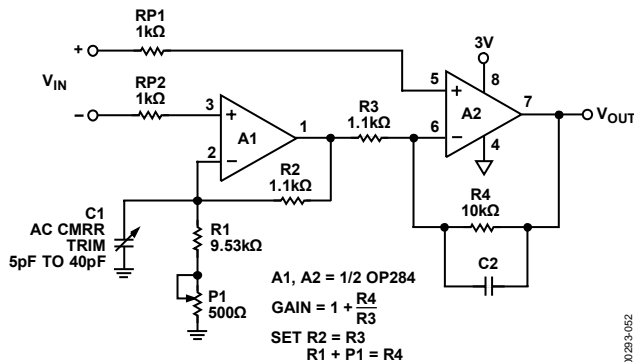 RP1
1kΩ
+
VIN
RP2
1kΩ
−
3
+
A1
1
2
−
R2
1.1kΩ
R3
1.1kΩ
3V
5
+
8
A2
7
6
−
4
VOUT
R4
10kΩ
C2
C1
AC CMRR
TRIM
5pF TO 40pF
R1
9.53kΩ
P1
500Ω
A1, A2 = 1/2 OP284
GAIN = 1 + R4/R3
SET R2 = R3
R1 + P1 = R4
00293-052